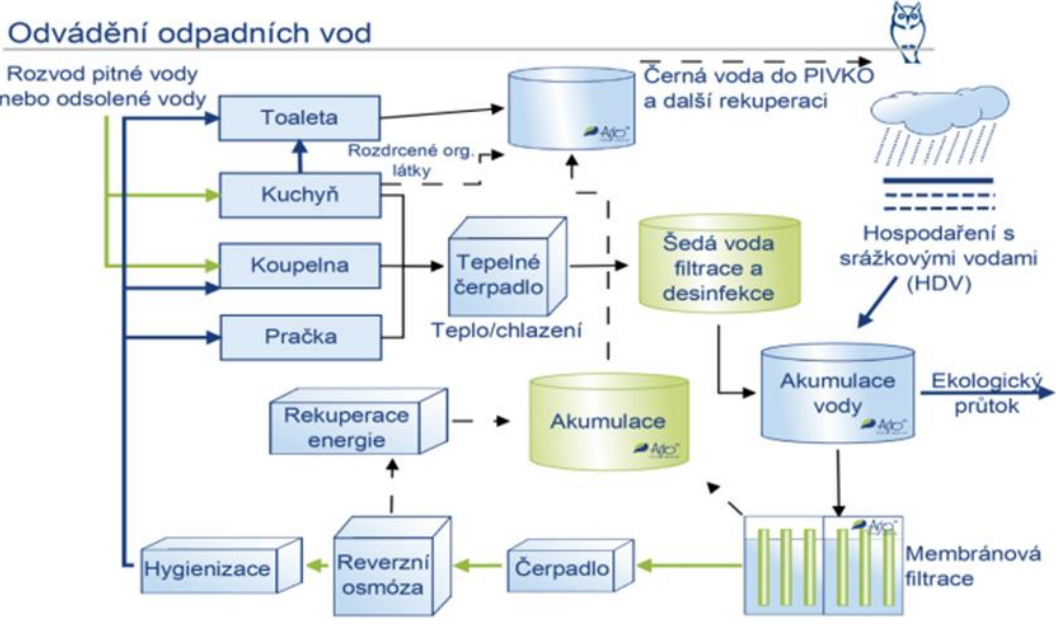 Odvádění odpadních vod
Rozvod pitné vody
nebo odsolené vody
Toaleta
Kuchyň
Koupelna
Pračka
Rozdrcené org.
látky
Černá voda do PIVKO
a další rekuperaci
Tepelné
čerpadlo
Teplo/chlazení
Šedá voda
filtrace a
desinfekce
Hospodaření s
srážkovými vodami
(HDV)
Akumulace
vody
Ekologický
průtok
Rekuperace
energie
Akumulace
Hygienizace
Reverzní
osmóza
Čerpadlo
Membránová
filtrace